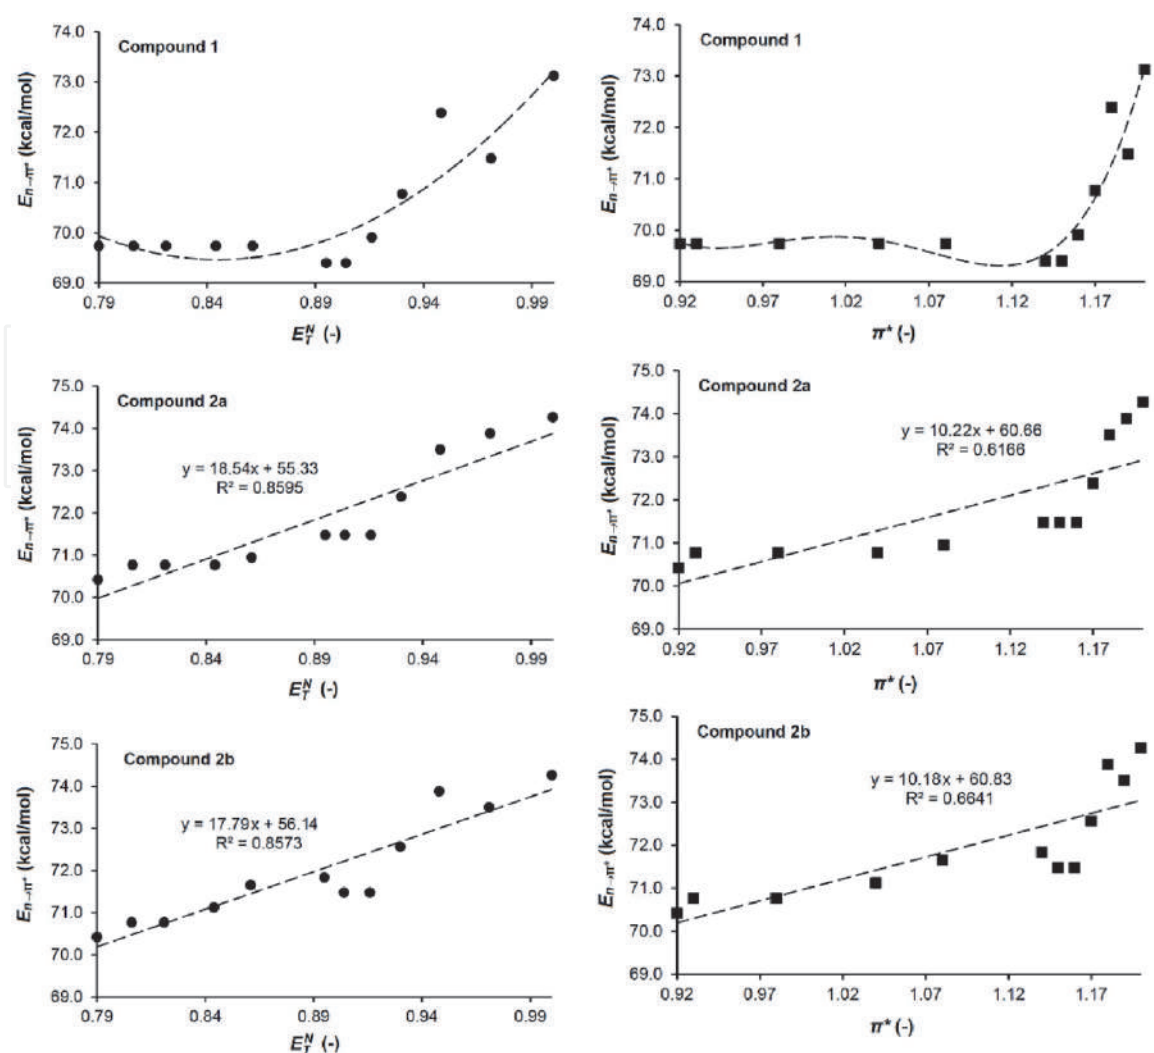 Compound 1
74.0
73.0
72.0
71.0
70.0
69.0
E_{n→π*} (kcal/mol)
0.79 0.84 0.89 0.94 0.99
E_T^N (-)
Compound 1
74.0
73.0
72.0
71.0
70.0
69.0
E_{n→π*} (kcal/mol)
0.92 0.97 1.02 1.07 1.12 1.17
π* (-)
Compound 2a
75.0
74.0
73.0
72.0
71.0
70.0
69.0
E_{n→π*} (kcal/mol)
y = 18.54x + 55.33
R² = 0.8595
0.79 0.84 0.89 0.94 0.99
E_T^N (-)
Compound 2a
75.0
74.0
73.0
72.0
71.0
70.0
69.0
E_{n→π*} (kcal/mol)
y = 10.22x + 60.66
R² = 0.6166
0.92 0.97 1.02 1.07 1.12 1.17
π* (-)
Compound 2b
75.0
74.0
73.0
72.0
71.0
70.0
69.0
E_{n→π*} (kcal/mol)
y = 17.79x + 56.14
R² = 0.8573
0.79 0.84 0.89 0.94 0.99
E_T^N (-)
Compound 2b
75.0
74.0
73.0
72.0
71.0
70.0
69.0
E_{n→π*} (kcal/mol)
y = 10.18x + 60.83
R² = 0.6641
0.92 0.97 1.02 1.07 1.12 1.17
π* (-)